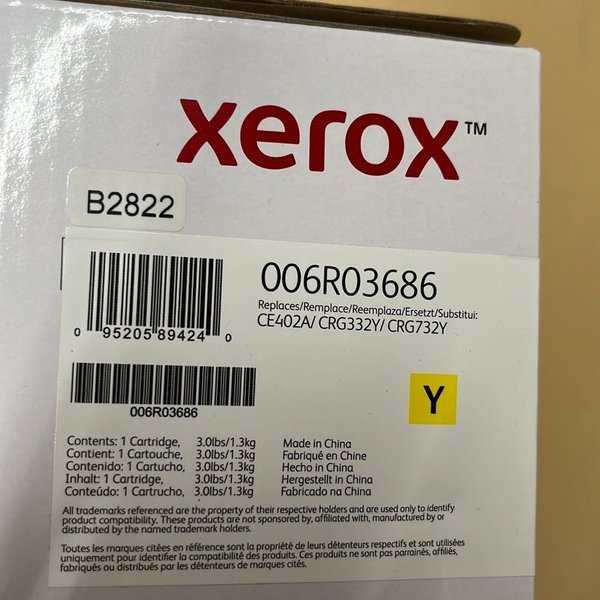 xerox™
B2822
006R03686
Replaces/Remplace/Reemplaza/Ersetzt/Substitui:
CE402A/ CRG332Y/ CRG732Y
0 95205 89424 0
Y
006R03686
Contents: 1 Cartridge, 3.0lbs/1.3kg Made in China
Contient: 1 Cartouche, 3.0lbs/1.3kg Fabriqué en Chine
Contenido: 1 Cartucho, 3.0lbs/1.3kg Hecho in China
Inhalt: 1 Cartridge, 3.0lbs/1.3kg Hergestellt in China
Conteúdo: 1 Cartrucho, 3.0lbs/1.3kg Fabricado na China
All trademarks referenced are the property of their respective holders and are used only to identify
product compatibility. These products are not sponsored by, affiliated with, manufactured by or
distributed by the named trademark holders.
Toutes les marques citées en référence sont la propriété de leurs détenteurs respectifs et sont utilisées
uniquement pour identifier la compatibilité des produits. Ces produits ne sont pas parrainés, affiliés,
fabriqués ou distribués par les détenteurs de marques citées.